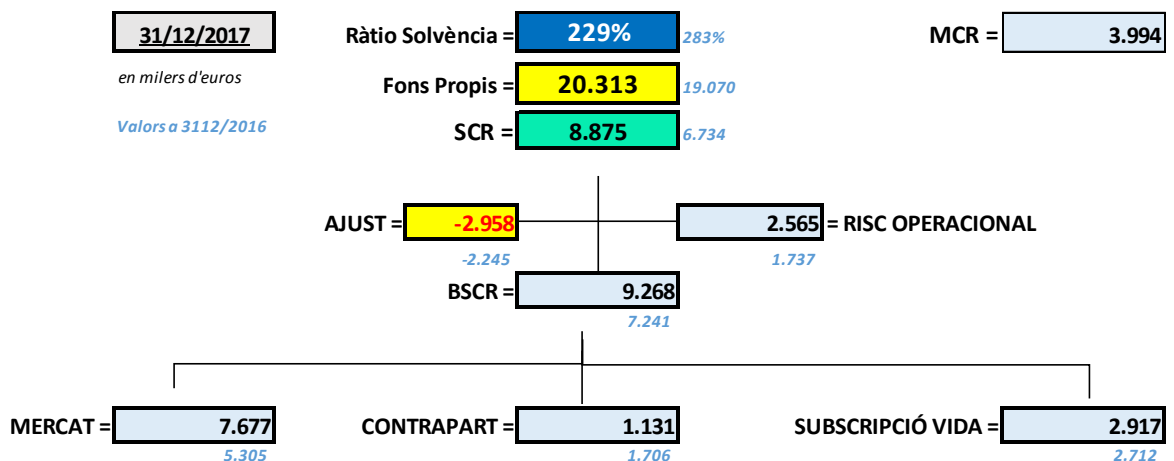 31/12/2017
Ràtio Solvència = 229% 283%
MCR = 3.994
en milers d'euros
Fons Propis = 20.313 19.070
Valors a 3112/2016
SCR = 8.875 6.734
AJUST = -2.958
2.565 = RISC OPERACIONAL
-2.245
1.737
BSCR = 9.268
7.241
MERCAT = 7.677
CONTRAPART = 1.131
SUBSCRIPCIÓ VIDA = 2.917
5.305
1.706
2.712